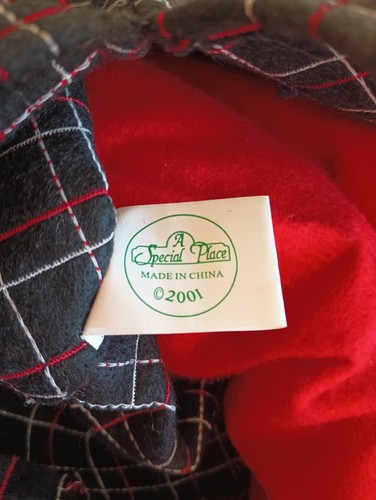 A
Special Place
MADE IN CHINA
©2001